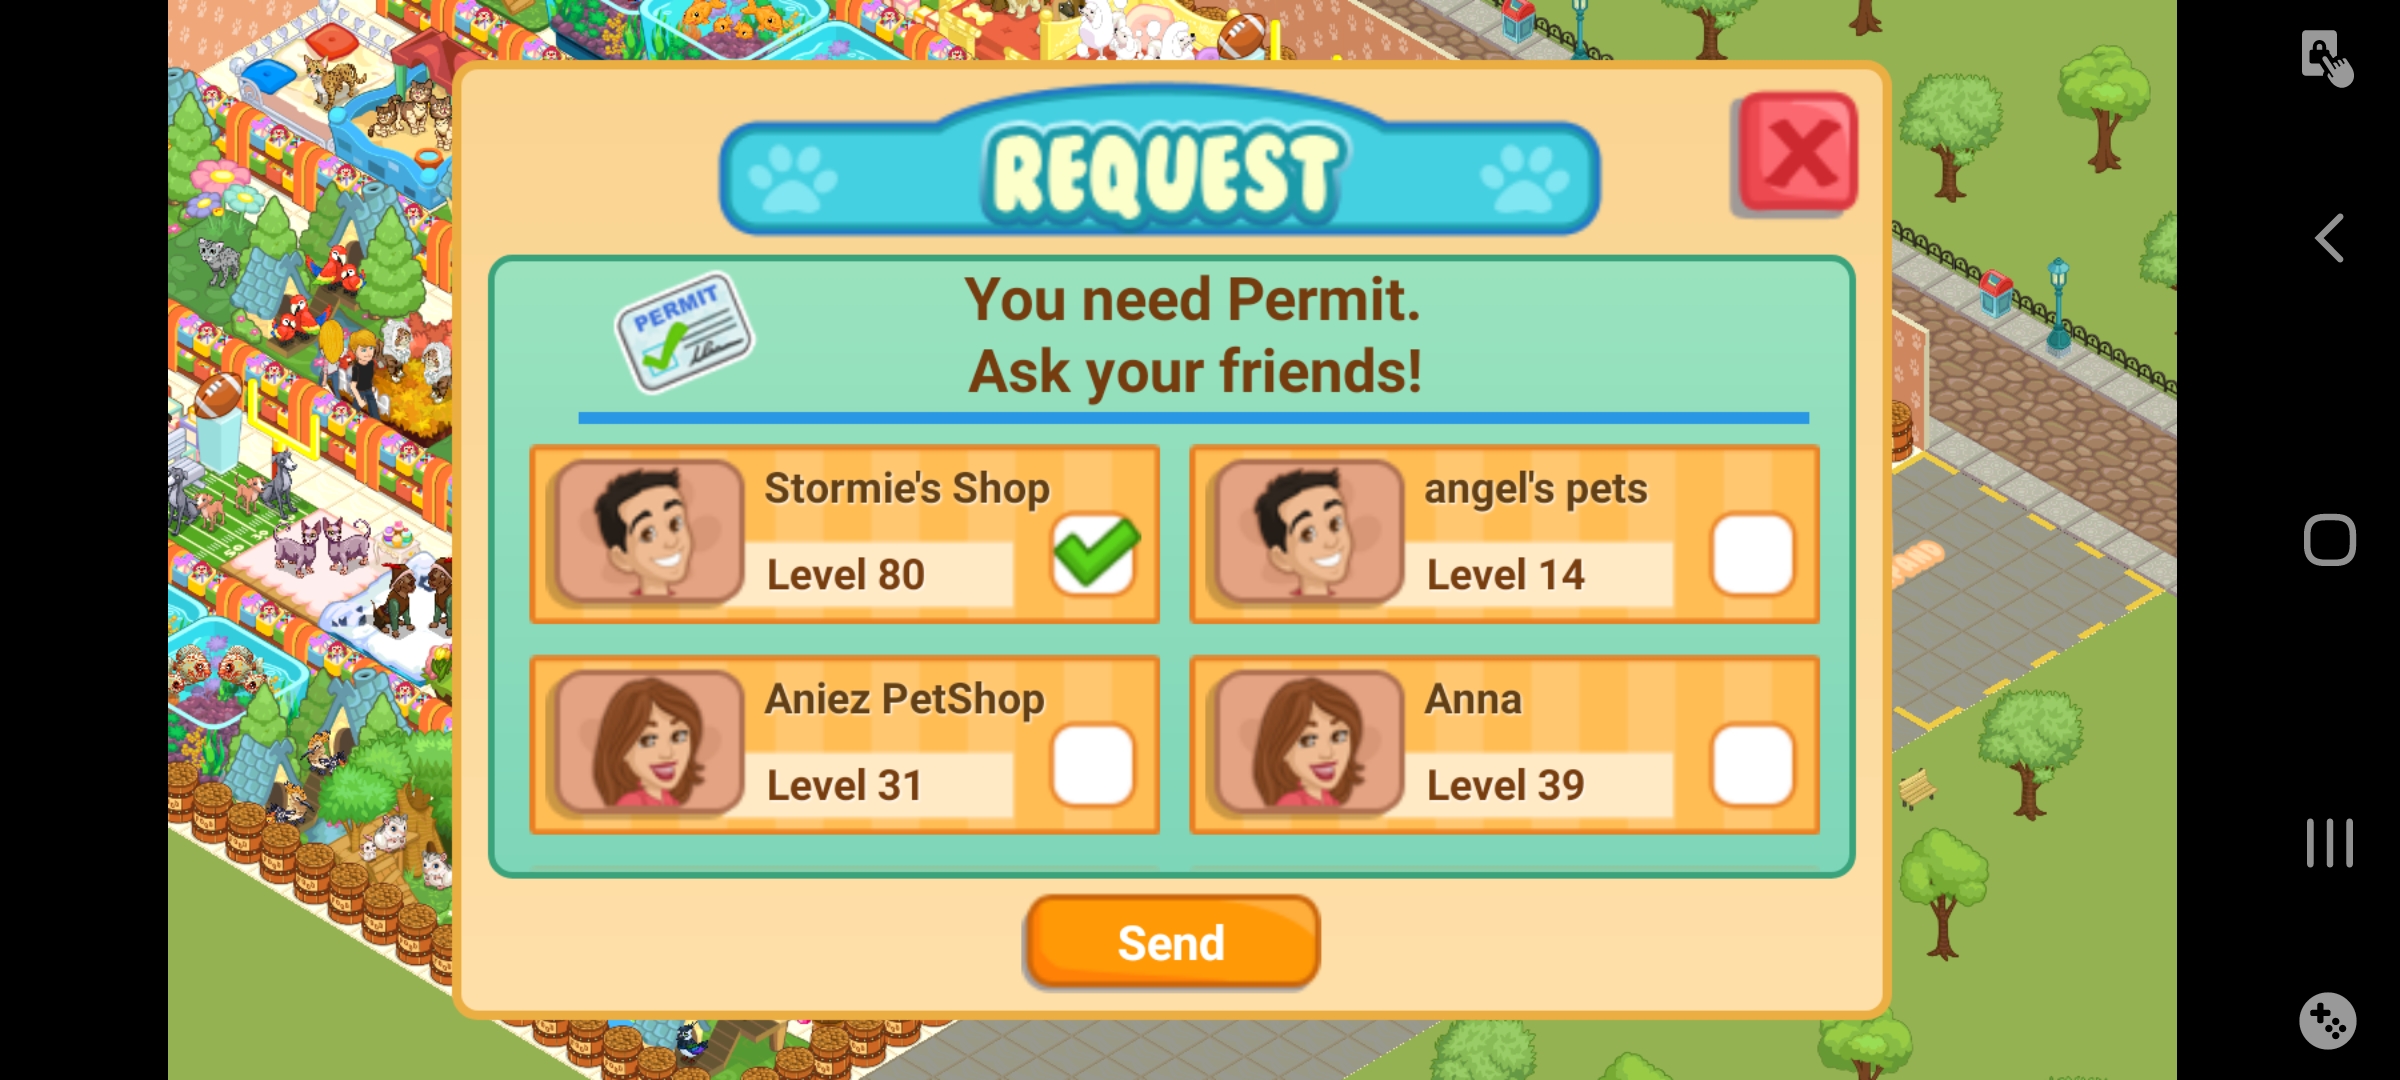 REQUEST
PERMIT
You need Permit.
Ask your friends!
Stormie's Shop
Level 80
angel's pets
Level 14
Aniez PetShop
Level 31
Anna
Level 39
Send